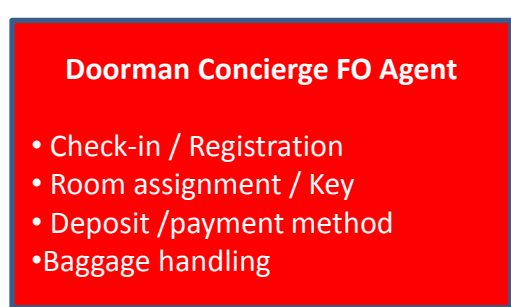 Doorman Concierge FO Agent
• Check-in / Registration
• Room assignment / Key
• Deposit /payment method
•Baggage handling